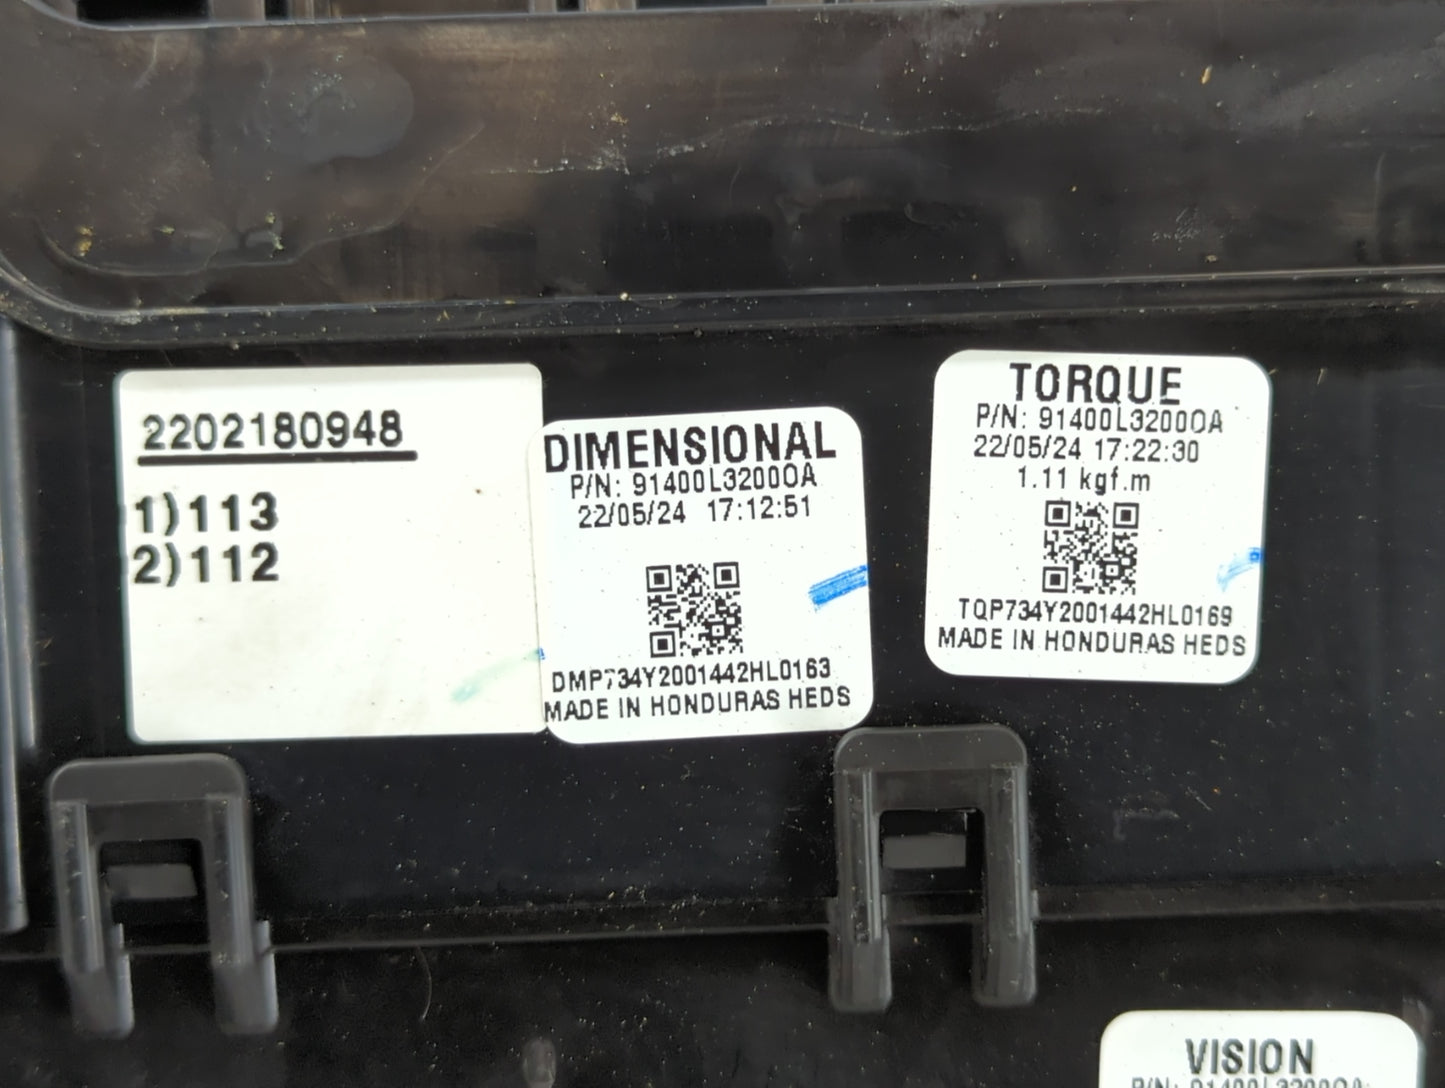 2202180948
1)113
2)112
DIMENSIONAL
P/N: 91400L3200OA
22/05/24 17:12:51
DMP734Y2001442HL0163
MADE IN HONDURAS HEDS
TORQUE
P/N: 91400L3200OA
22/05/24 17:22:30
1.11 kgf.m
TQP734Y2001442HL0169
MADE IN HONDURAS HEDS
VISION
P/N: 91400L3200OA